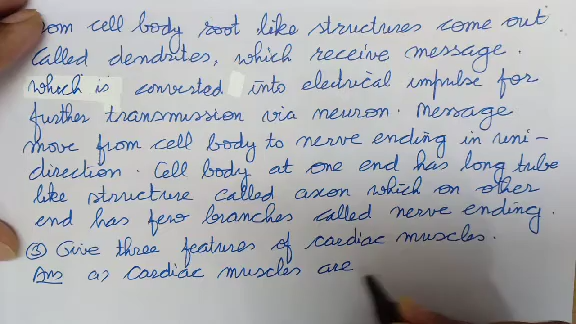 rom cell body root like structures come out
called dendrites, which receive message.
which is converted into electrical impulse for
further transmission via neuron. Message
move from cell body to nerve ending in uni-
direction. Cell body at one end has long tube
like structure called axon which on other
end has few branches called nerve ending.
③ Give three features of cardiac muscles.
Ans a) Cardiac muscles are